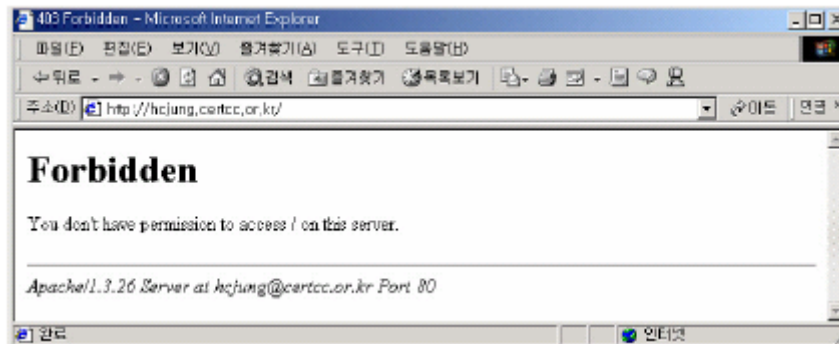 403 Forbidden - Microsoft Internet Explorer
파일(F) 편집(E) 보기(V) 즐겨찾기(A) 도구(T) 도움말(H)
뒤로 검색 즐겨찾기 목록보기
주소(D) http://hcjung.certcc.or.kr/ 이동 연결
Forbidden
You don't have permission to access / on this server.
Apache/1.3.26 Server at hcjung@certcc.or.kr Port 80
완료 인터넷